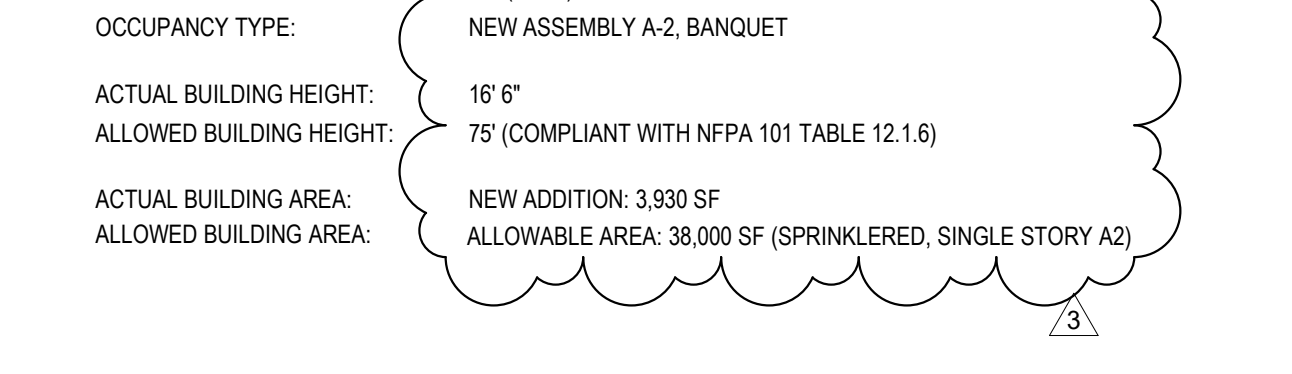 OCCUPANCY TYPE: NEW ASSEMBLY A-2, BANQUET
ACTUAL BUILDING HEIGHT: 16' 6"
ALLOWED BUILDING HEIGHT: 75' (COMPLIANT WITH NFPA 101 TABLE 12.1.6)
ACTUAL BUILDING AREA: NEW ADDITION: 3,930 SF
ALLOWED BUILDING AREA: ALLOWABLE AREA: 38,000 SF (SPRINKLERED, SINGLE STORY A2)
3